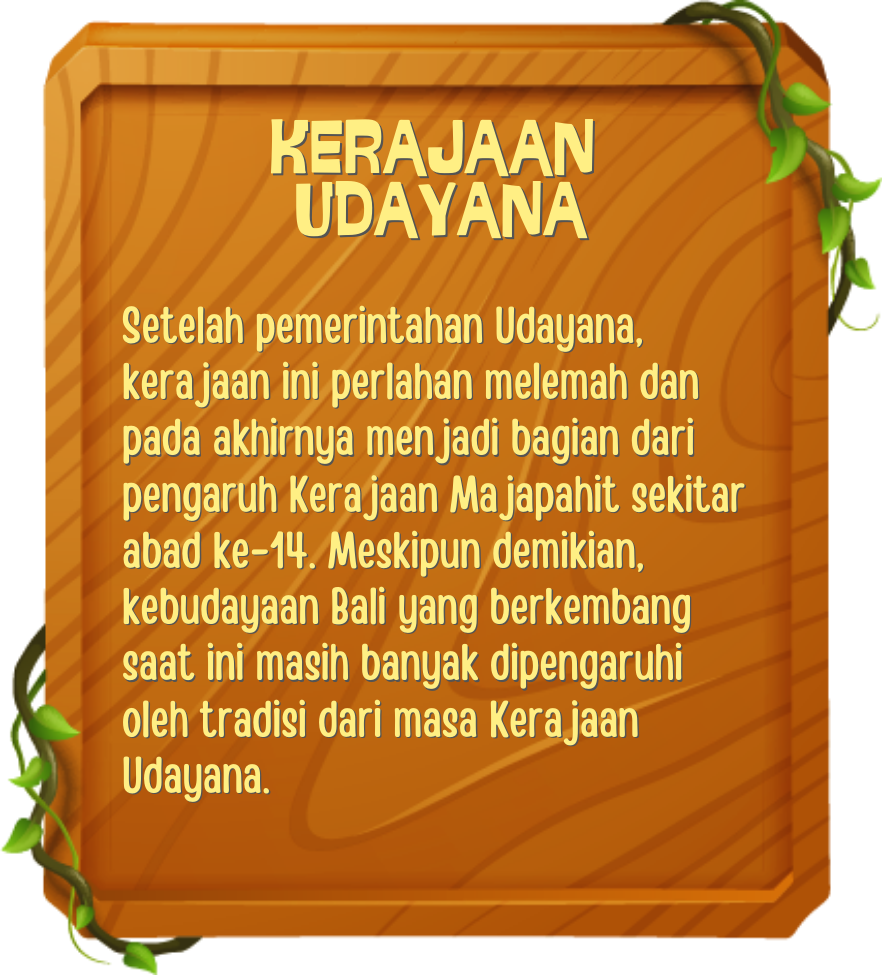 KERAJAAN
UDAYANA
Setelah pemerintahan Udayana,
kerajaan ini perlahan melemah dan
pada akhirnya menjadi bagian dari
pengaruh Kerajaan Majapahit sekitar
abad ke-14. Meskipun demikian,
kebudayaan Bali yang berkembang
saat ini masih banyak dipengaruhi
oleh tradisi dari masa Kerajaan
Udayana.